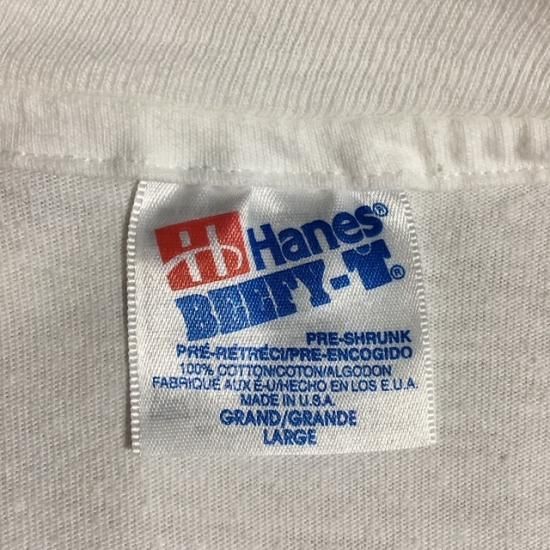 Hanes®
BEEFY-T®
PRE-SHRUNK
PRÉ-RÉTRÉCI/PRE-ENCOGIDO
100% COTTON/COTON/ALGODON
FABRIQUÉ AUX É-U/HECHO EN LOS E.U.A.
MADE IN U.S.A.
GRAND/GRANDE
LARGE